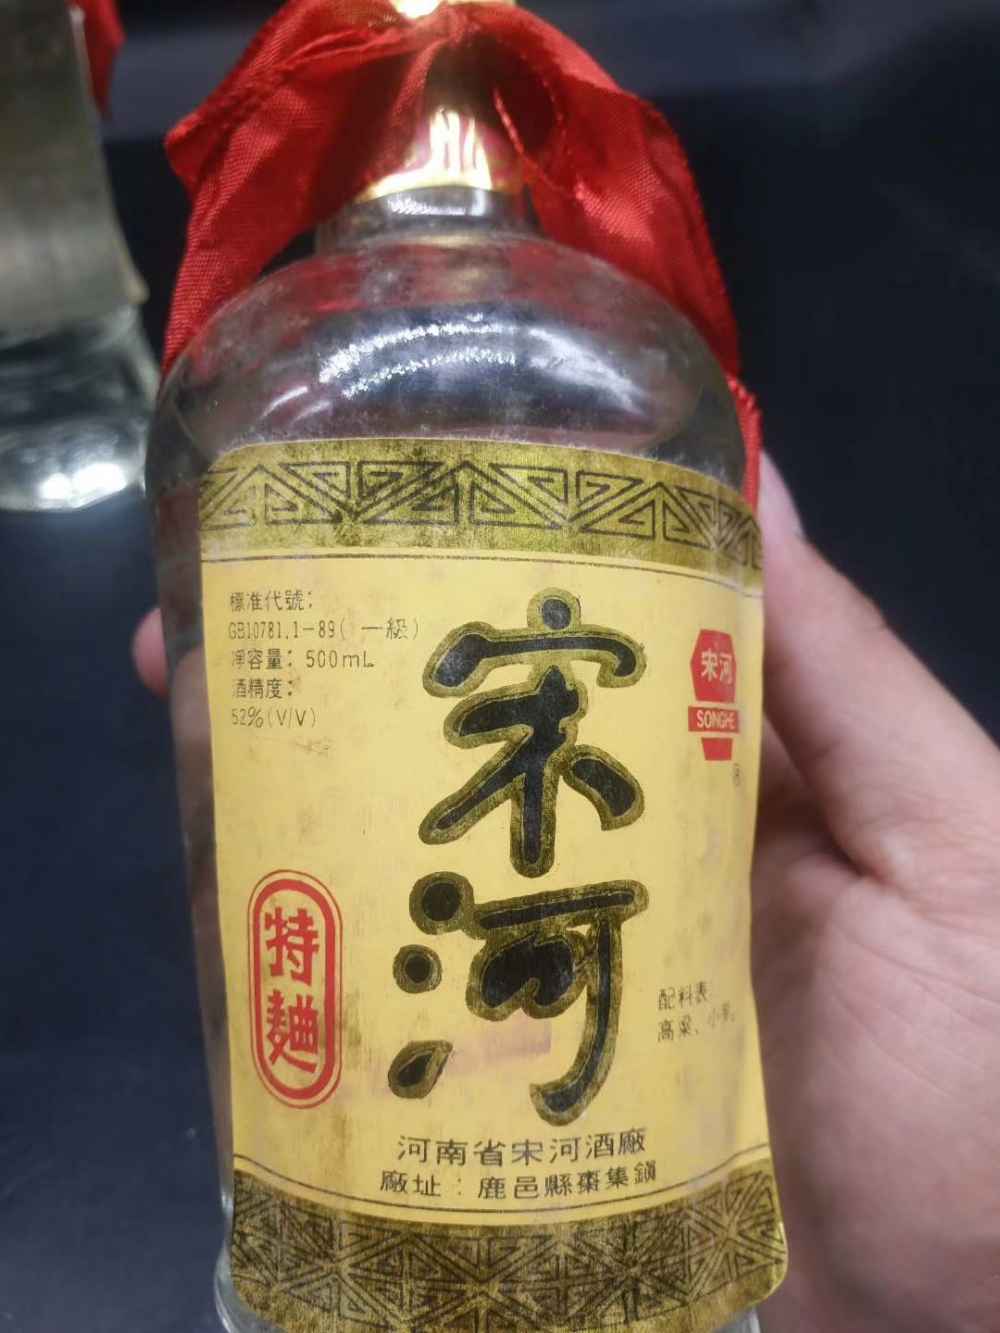 標准代號:
GB10781.1-89(一級)
凈容量: 500mL
酒精度:
52%(V/V)
宋河
宋河
SONGHE
特麯
配料表
高粱、小麦、
河南省宋河酒廠
廠址:鹿邑縣棗集鎮